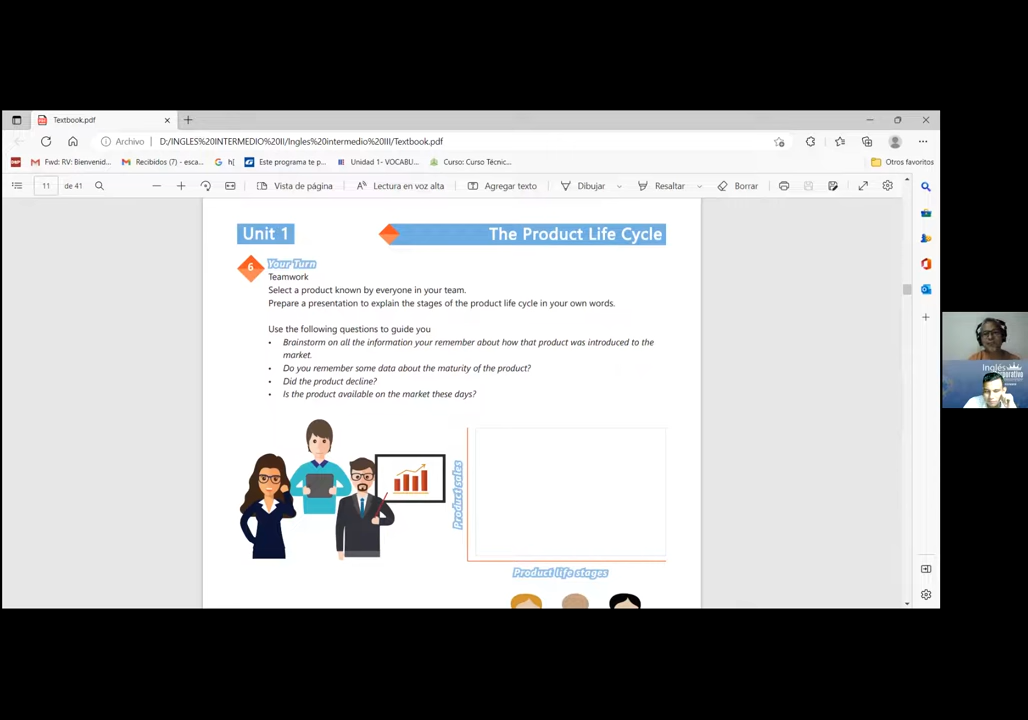 Textbook.pdf
Archivo
D:/INGLES%20INTERMEDIO%20II/Ingles%20intermedio%20III/Textbook.pdf
Fwd: RV: Bienvenid...
Recibidos (7) - esca...
h[
Este programa te p...
Unidad 1- VOCABU...
Curso: Curso Técnic...
Otros favoritos
11 de 41
Vista de página
Lectura en voz alta
Agregar texto
Dibujar
Resaltar
Borrar
Unit 1
The Product Life Cycle
6
Your Turn
Teamwork
Select a product known by everyone in your team.
Prepare a presentation to explain the stages of the product life cycle in your own words.
Use the following questions to guide you
• Brainstorm on all the information your remember about how that product was introduced to the
market.
• Do you remember some data about the maturity of the product?
• Did the product decline?
• Is the product available on the market these days?
Product sales
Product life stages
Inglés